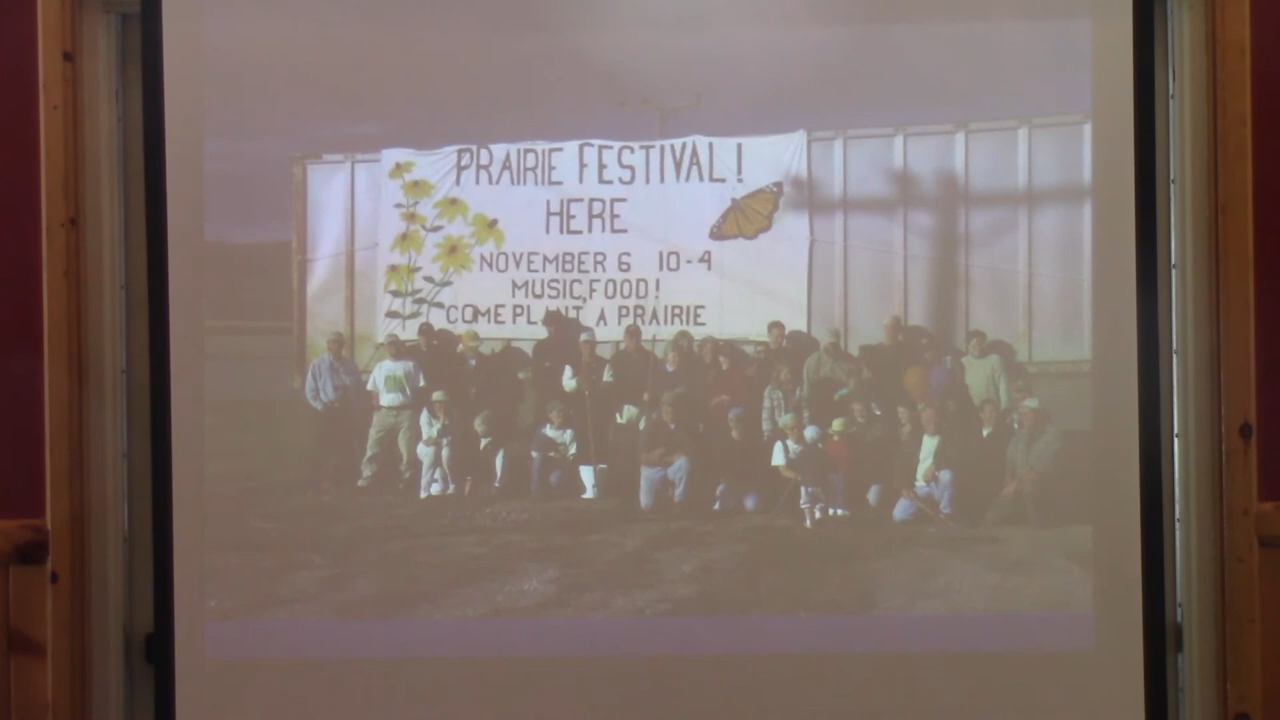 PRAIRIE FESTIVAL!
HERE
NOVEMBER 6 10-4
MUSIC, FOOD!
COME PLANT A PRAIRIE